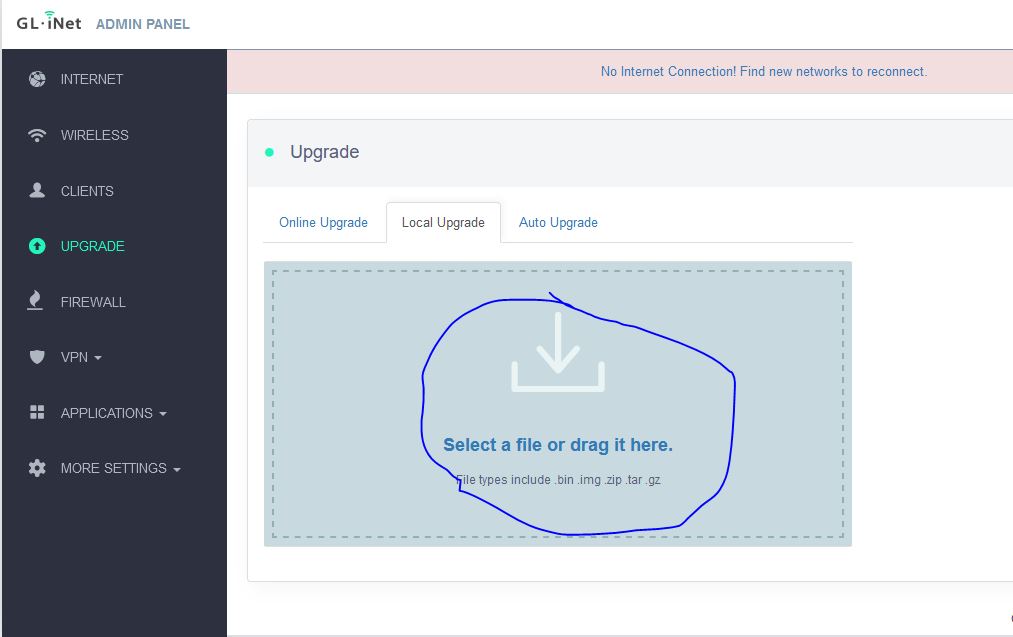 GL·iNet ADMIN PANEL
INTERNET
WIRELESS
CLIENTS
UPGRADE
FIREWALL
VPN
APPLICATIONS
MORE SETTINGS
No Internet Connection! Find new networks to reconnect.
Upgrade
Online Upgrade Local Upgrade Auto Upgrade
Select a file or drag it here.
File types include .bin .img .zip .tar .gz